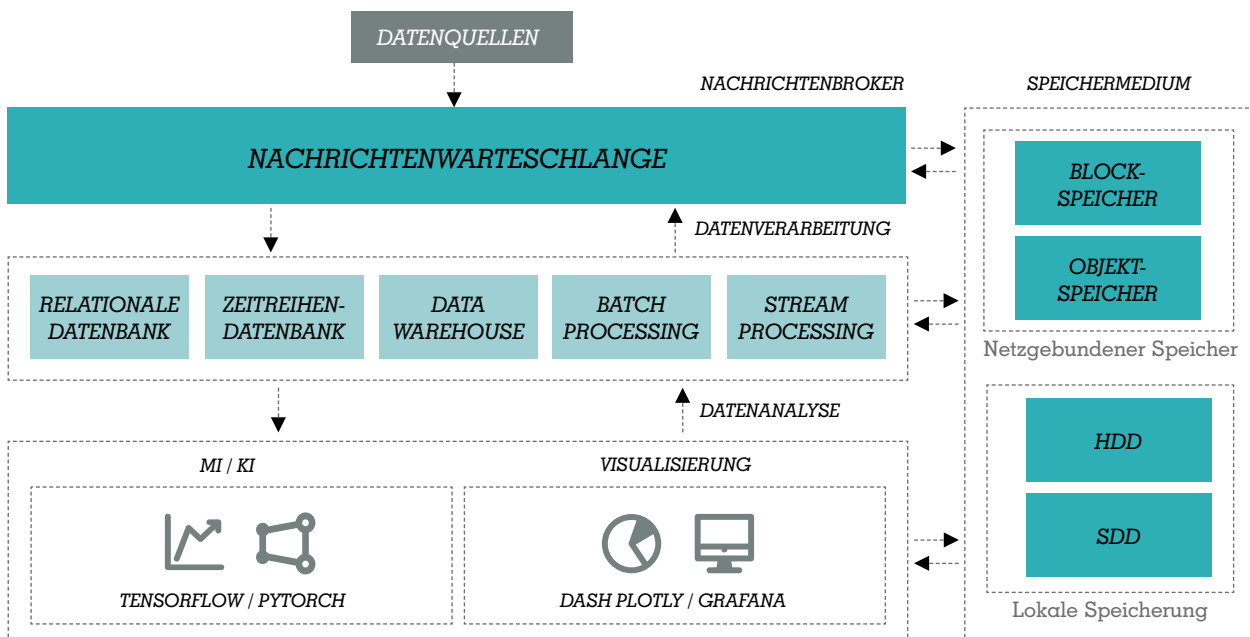 DATENQUELLEN
NACHRICHTENBROKER
SPEICHERMEDIUM
NACHRICHTENWARTESCHLANGE
BLOCK-
SPEICHER
OBJEKT-
SPEICHER
Netzgebundener Speicher
DATENVERARBEITUNG
RELATIONALE
DATENBANK
ZEITREIHEN-
DATENBANK
DATA
WAREHOUSE
BATCH
PROCESSING
STREAM
PROCESSING
DATENANALYSE
MI / KI
VISUALISIERUNG
TENSORFLOW / PYTORCH
DASH PLOTLY / GRAFANA
HDD
SDD
Lokale Speicherung